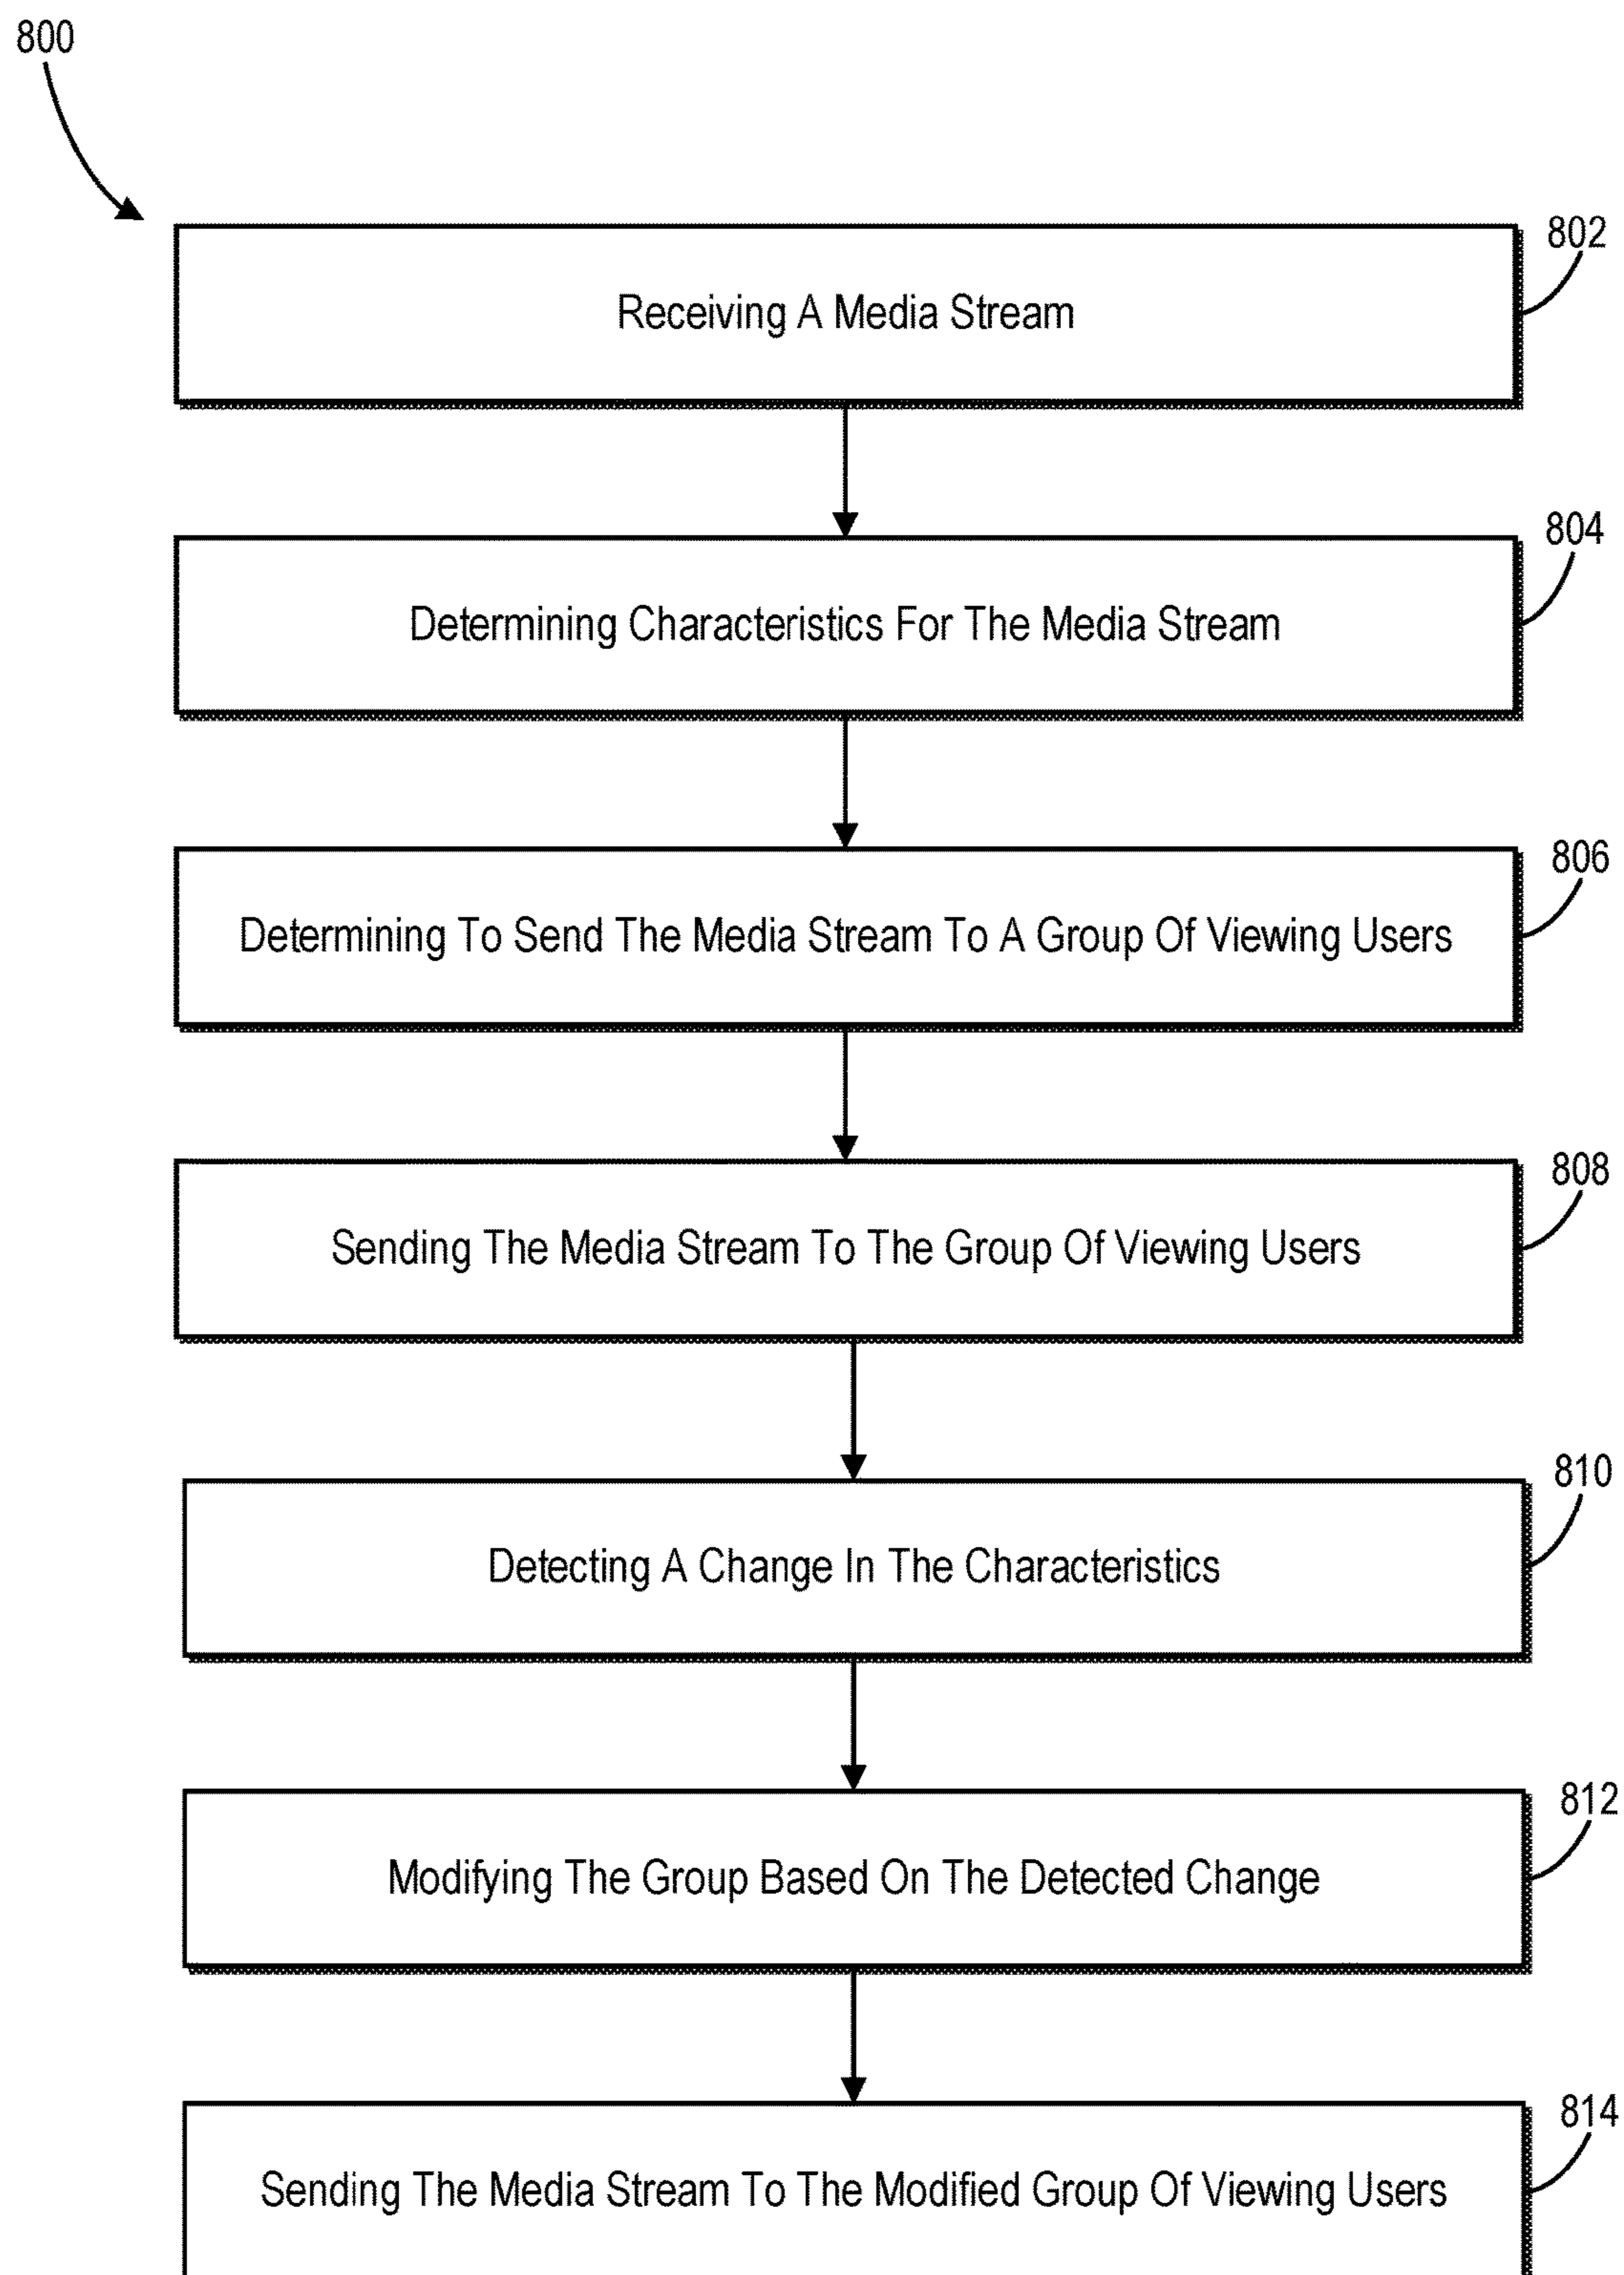 800
802
Receiving A Media Stream
804
Determining Characteristics For The Media Stream
806
Determining To Send The Media Stream To A Group Of Viewing Users
808
Sending The Media Stream To The Group Of Viewing Users
810
Detecting A Change In The Characteristics
812
Modifying The Group Based On The Detected Change
814
Sending The Media Stream To The Modified Group Of Viewing Users